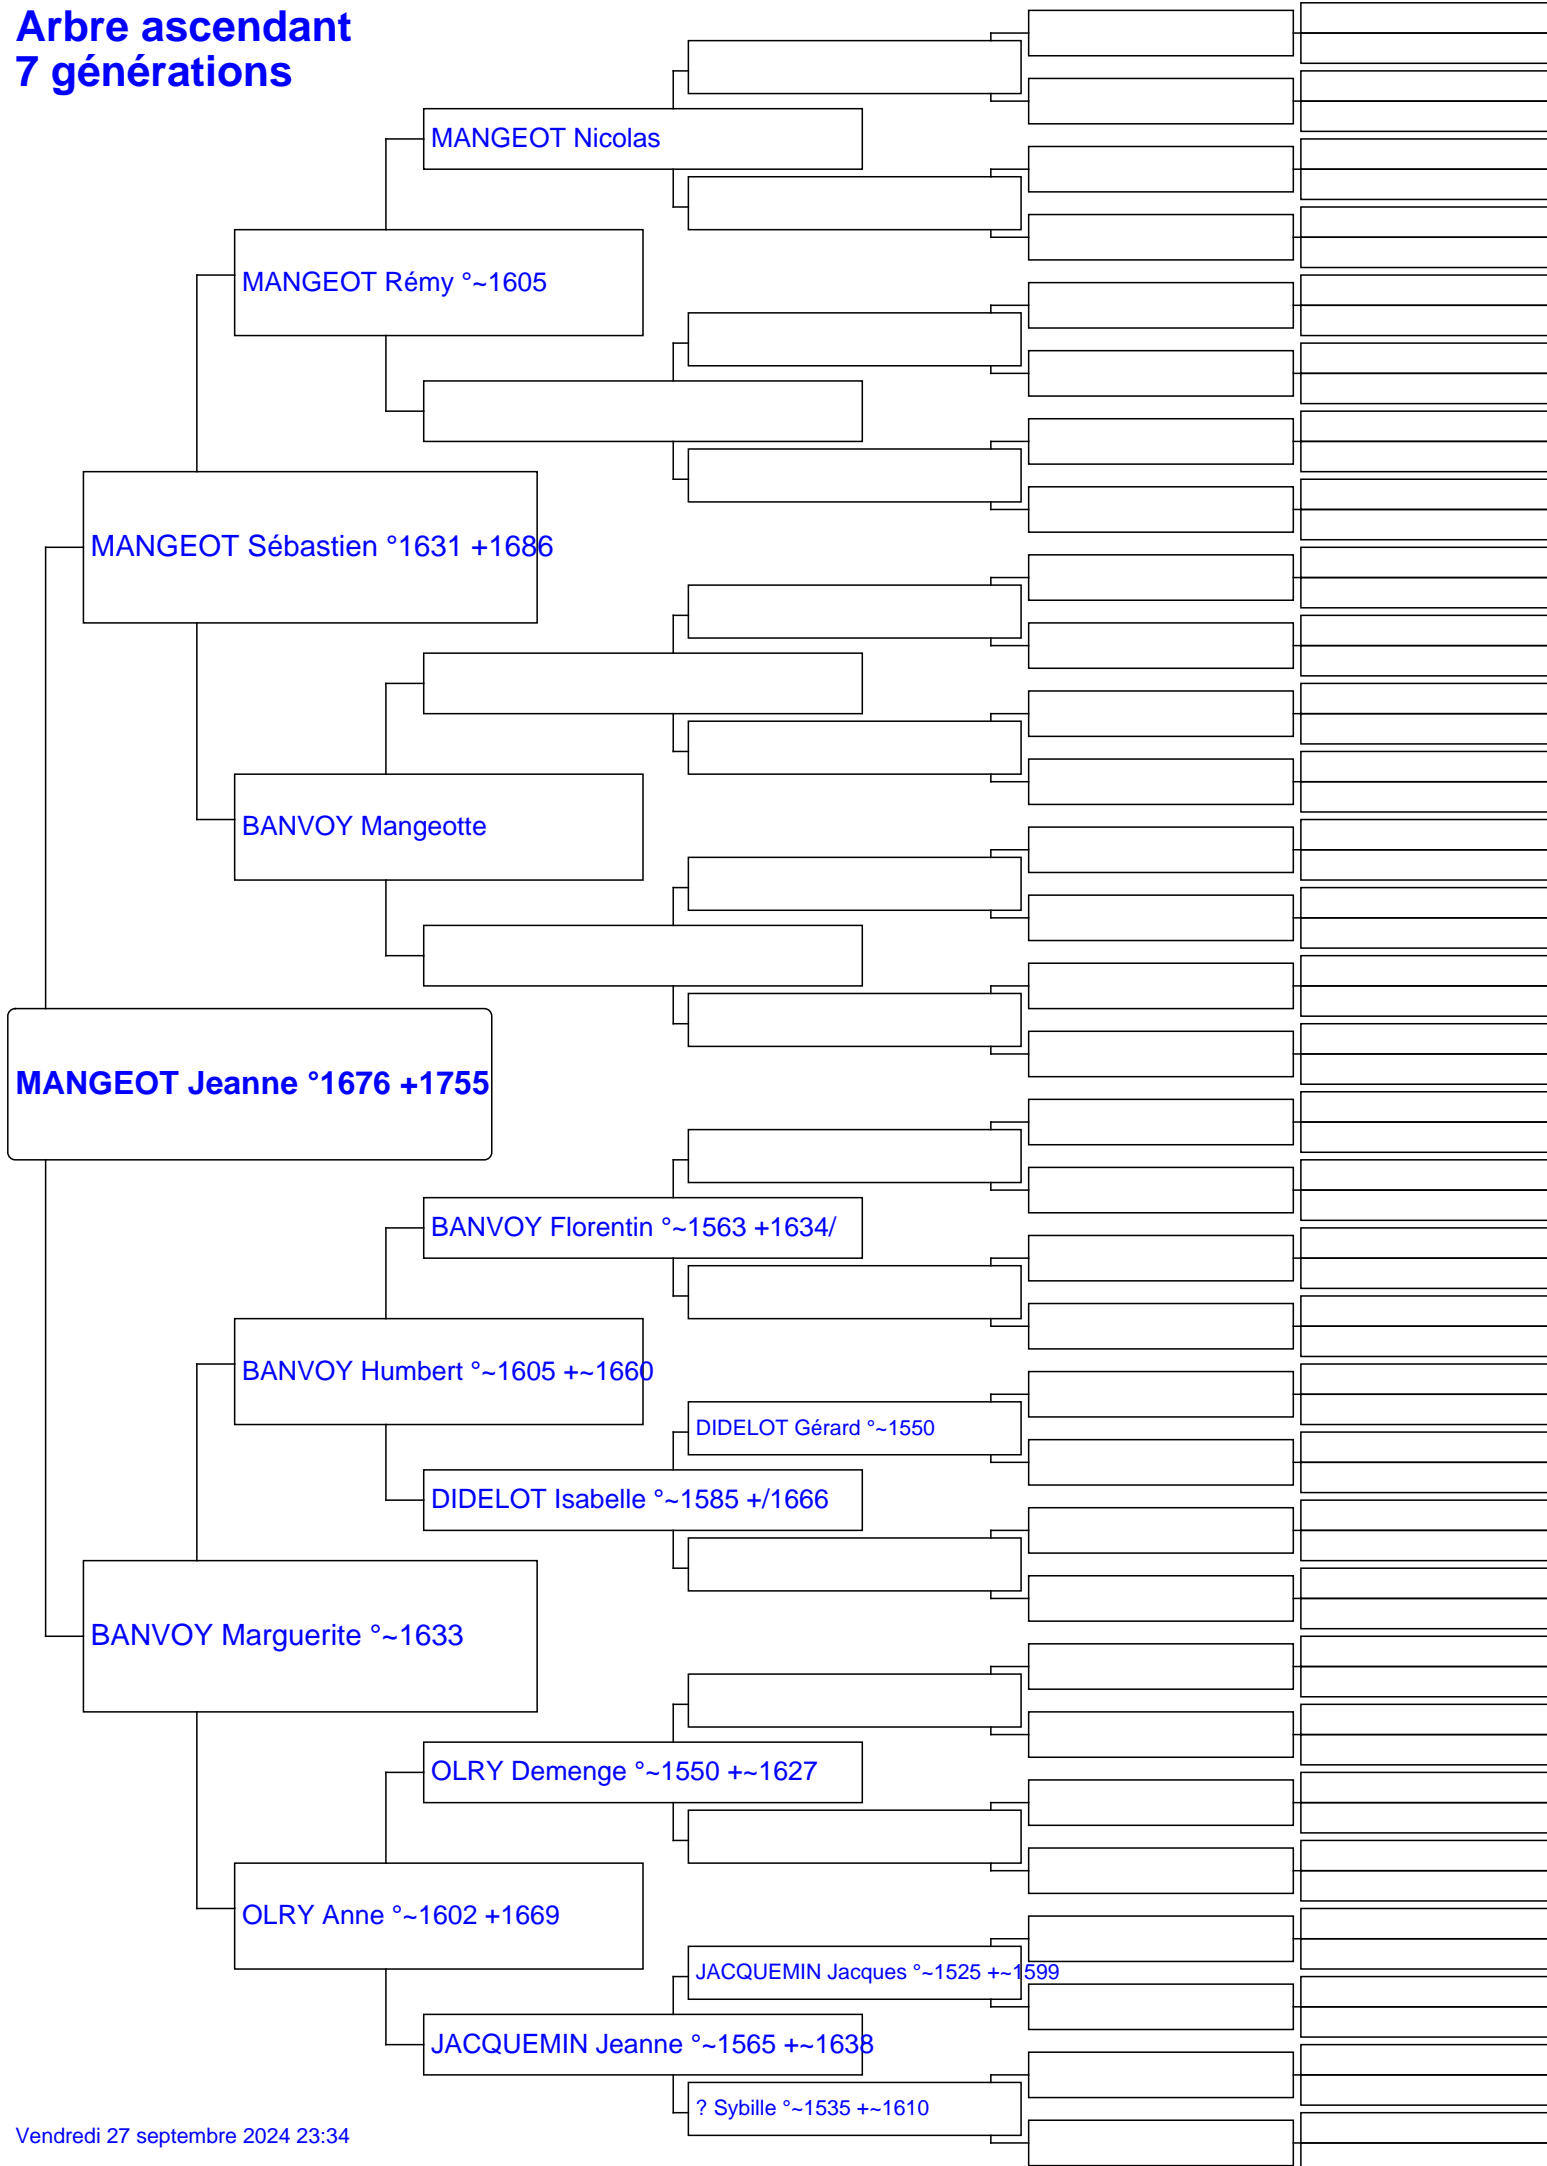 Arbre ascendant
7 générations
MANGEOT Nicolas
MANGEOT Rémy °~1605
MANGEOT Sébastien °1631 +1686
BANVOY Mangeotte
MANGEOT Jeanne °1676 +1755
BANVOY Florentin °~1563 +1634/
BANVOY Humbert °~1605 +~1660
DIDELOT Gérard °~1550
DIDELOT Isabelle °~1585 +/1666
BANVOY Marguerite °~1633
OLRY Demenge °~1550 +~1627
OLRY Anne °~1602 +1669
JACQUEMIN Jacques °~1525 +~1599
JACQUEMIN Jeanne °~1565 +~1638
? Sybille °~1535 +~1610
Vendredi 27 septembre 2024 23:34